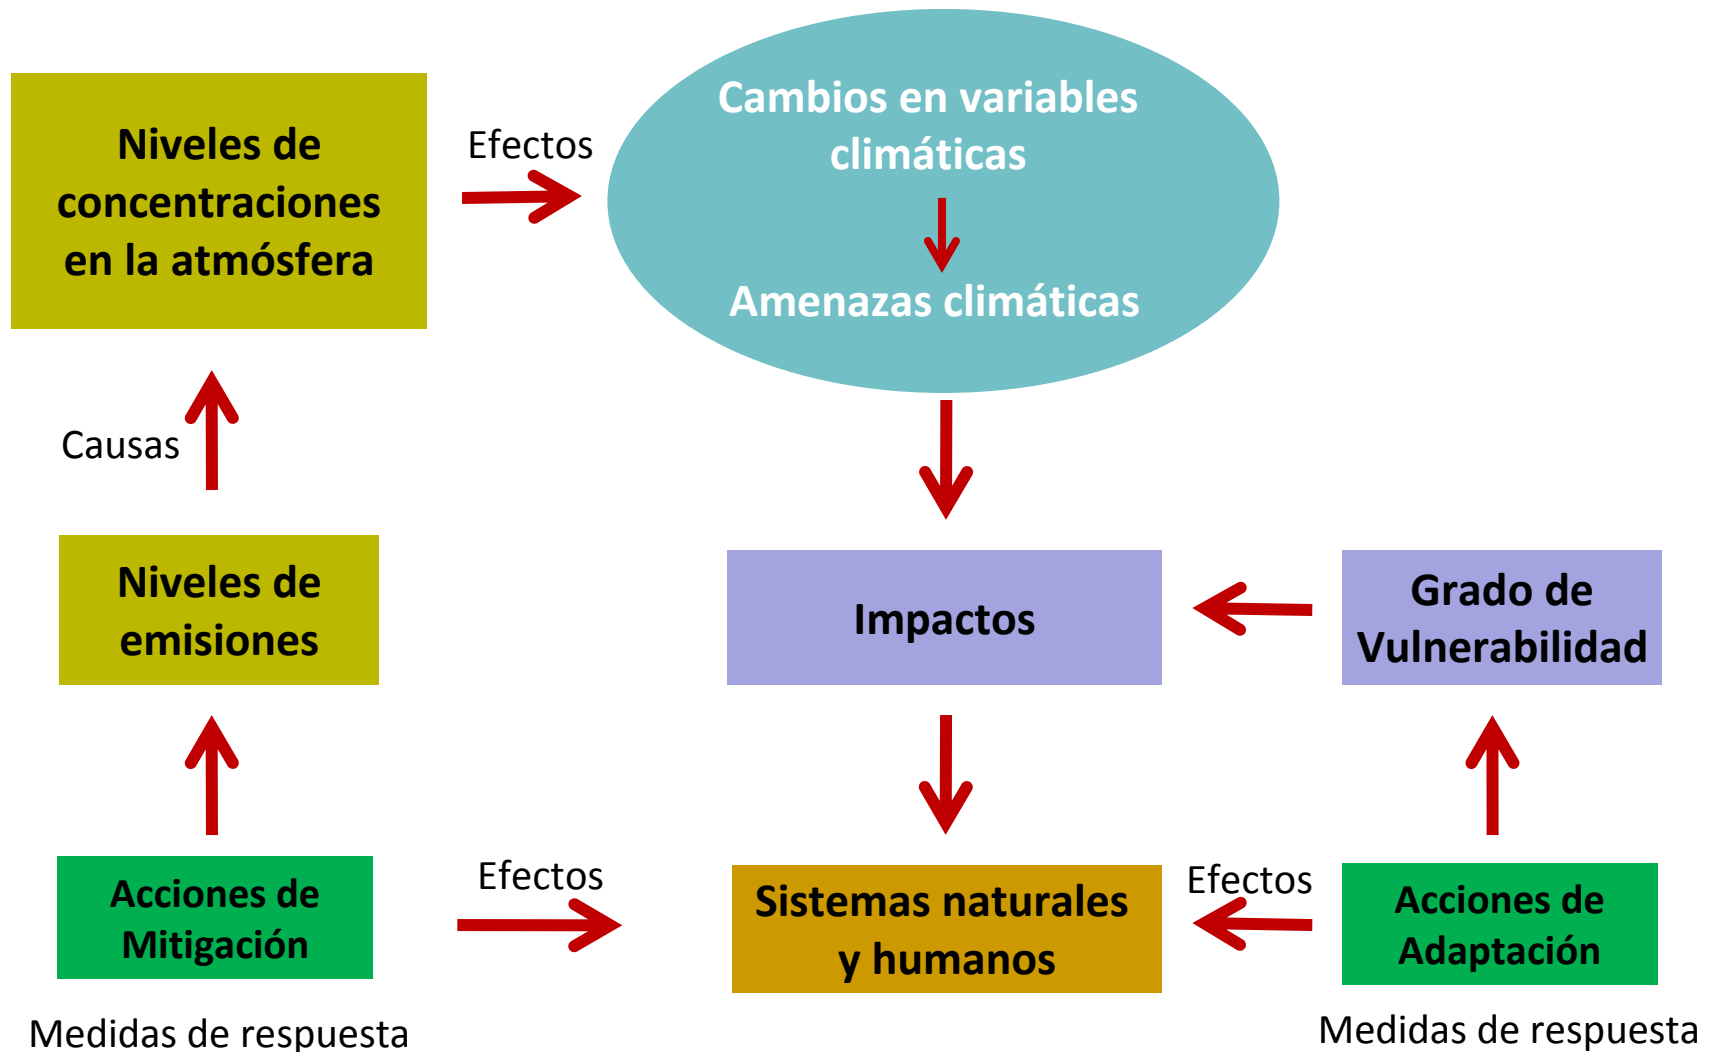 Niveles de
concentraciones
en la atmósfera
Efectos
Cambios en variables
climáticas
Amenazas climáticas
Causas
Niveles de
emisiones
Impactos
Grado de
Vulnerabilidad
Acciones de
Mitigación
Efectos
Sistemas naturales
y humanos
Efectos
Acciones de
Adaptación
Medidas de respuesta
Medidas de respuesta